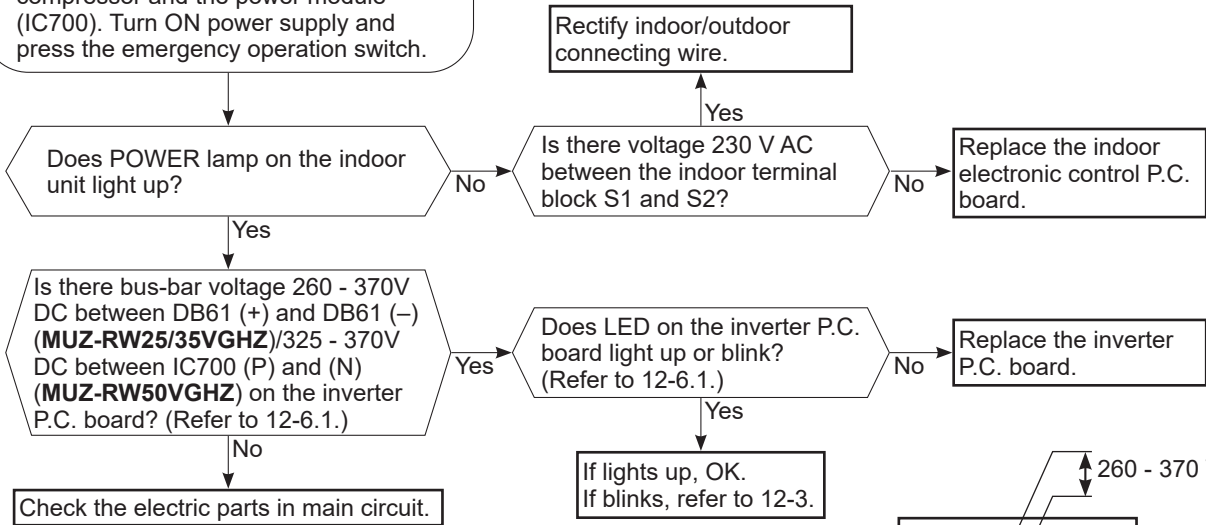 compressor and the power module
(IC700). Turn ON power supply and
press the emergency operation switch.
Rectify indoor/outdoor
connecting wire.
Yes
Does POWER lamp on the indoor
unit light up?
No
Is there voltage 230 V AC
between the indoor terminal
block S1 and S2?
No
Replace the indoor
electronic control P.C.
board.
Yes
Is there bus-bar voltage 260 - 370V
DC between DB61 (+) and DB61 (–)
(MUZ-RW25/35VGHZ)/325 - 370V
DC between IC700 (P) and (N)
(MUZ-RW50VGHZ) on the inverter
P.C. board? (Refer to 12-6.1.)
Yes
Does LED on the inverter P.C.
board light up or blink?
(Refer to 12-6.1.)
No
Replace the inverter
P.C. board.
No
Yes
Check the electric parts in main circuit.
If lights up, OK.
If blinks, refer to 12-3.
260 - 370